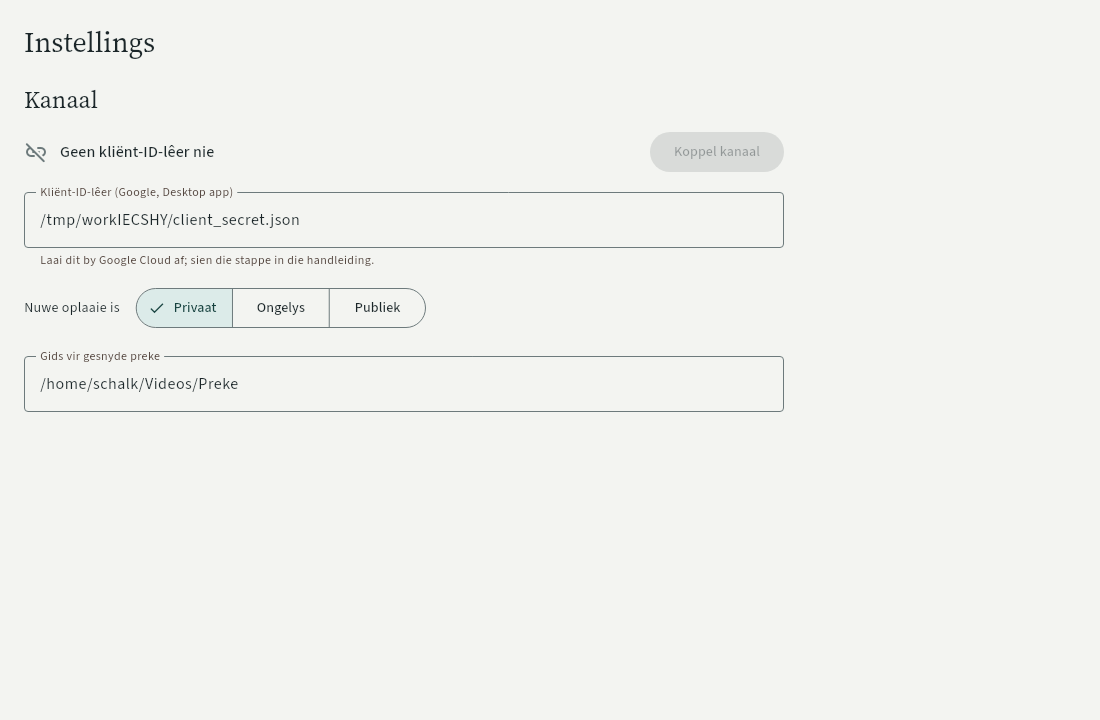 Instellings
Kanaal
Geen kliënt-ID-lêer nie
Koppel kanaal
Kliënt-ID-lêer (Google, Desktop app)
/tmp/workIECSHY/client_secret.json
Laai dit by Google Cloud af; sien die stappe in die handleiding.
Nuwe oplaaie is
Privaat
Ongelys
Publiek
Gids vir gesnyde preke
/home/schalk/Videos/Preke